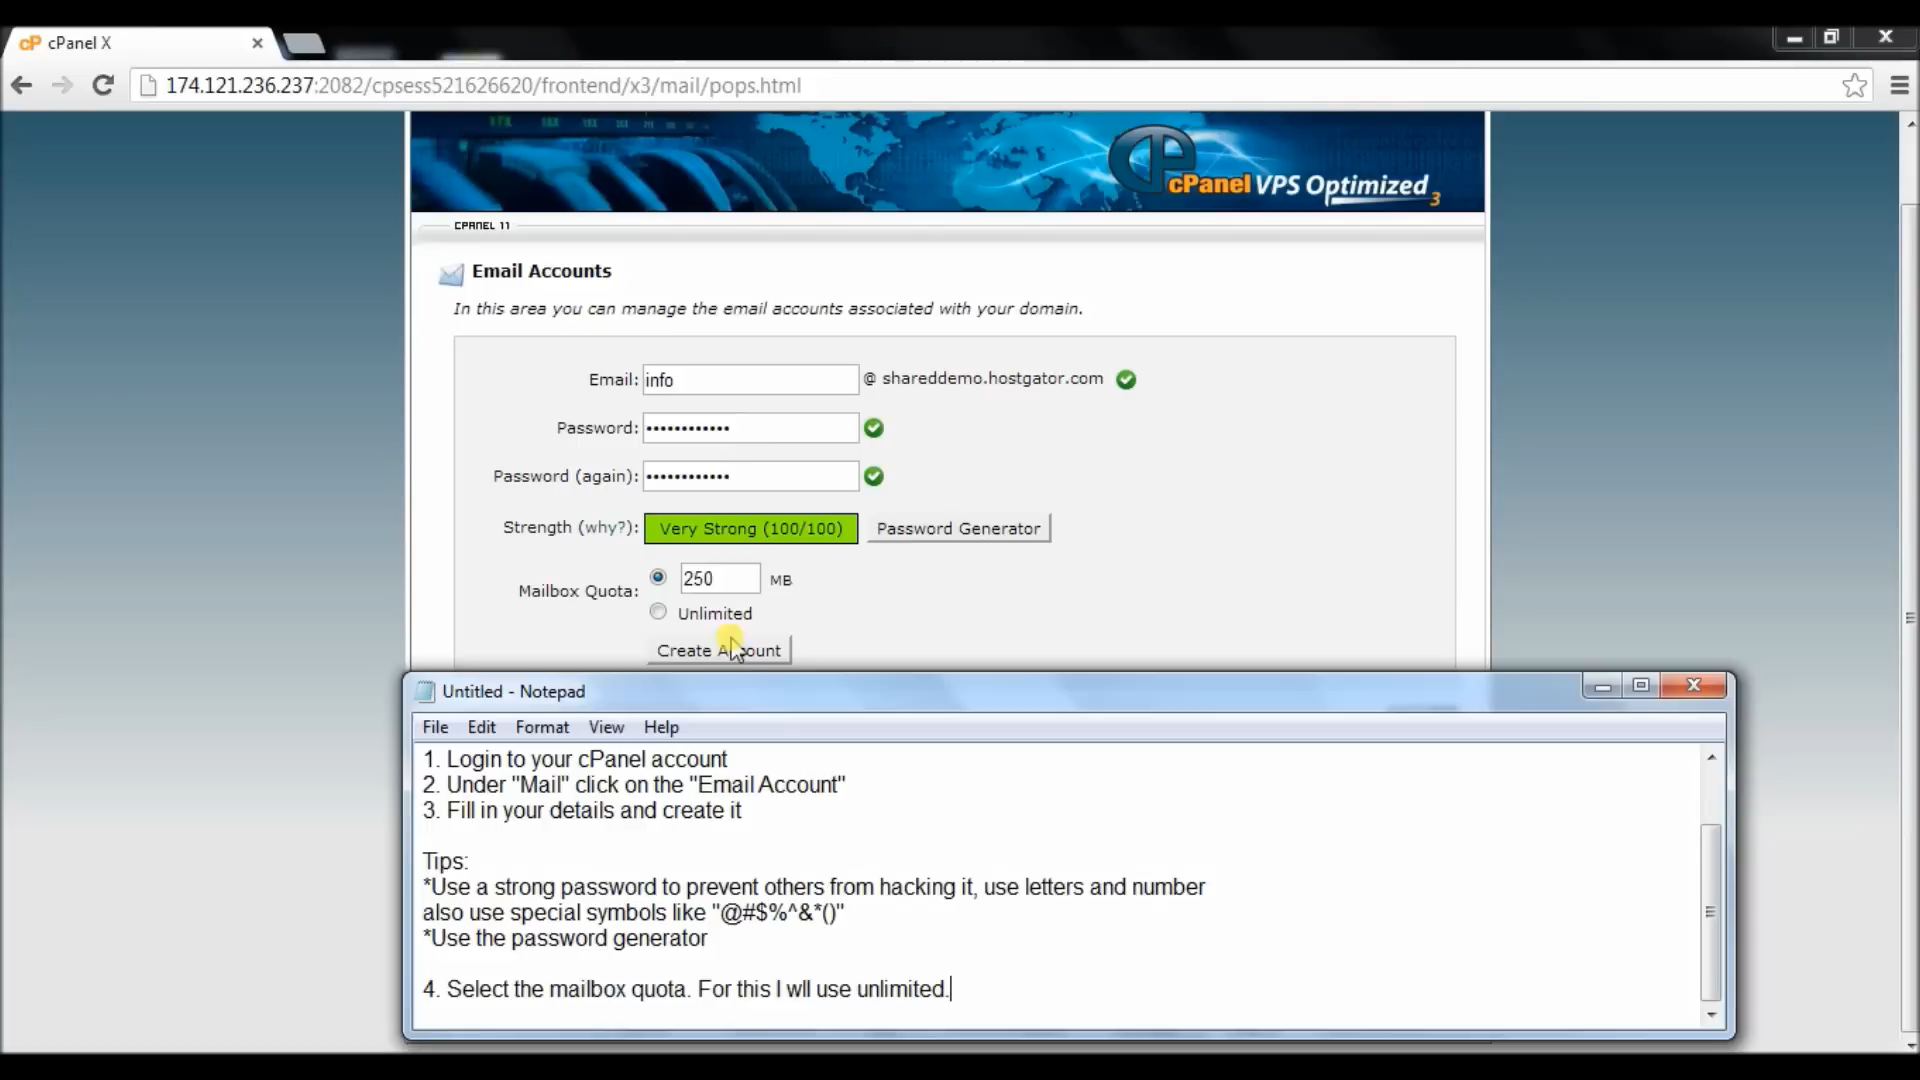 cP cPanel X
174.121.236.237:2082/cpsess521626620/frontend/x3/mail/pops.html
cPanel VPS Optimized 3
CPANEL 11
Email Accounts
In this area you can manage the email accounts associated with your domain.
Email: info @ shareddemo.hostgator.com
Password: ••••••••••••
Password (again): ••••••••••••
Strength (why?): Very Strong (100/100) Password Generator
Mailbox Quota: 250 MB
Unlimited
Create Account
Untitled - Notepad
File Edit Format View Help
1. Login to your cPanel account
2. Under "Mail" click on the "Email Account"
3. Fill in your details and create it
Tips:
*Use a strong password to prevent others from hacking it, use letters and number
also use special symbols like "@#$%^&*()"
*Use the password generator
4. Select the mailbox quota. For this I wll use unlimited.